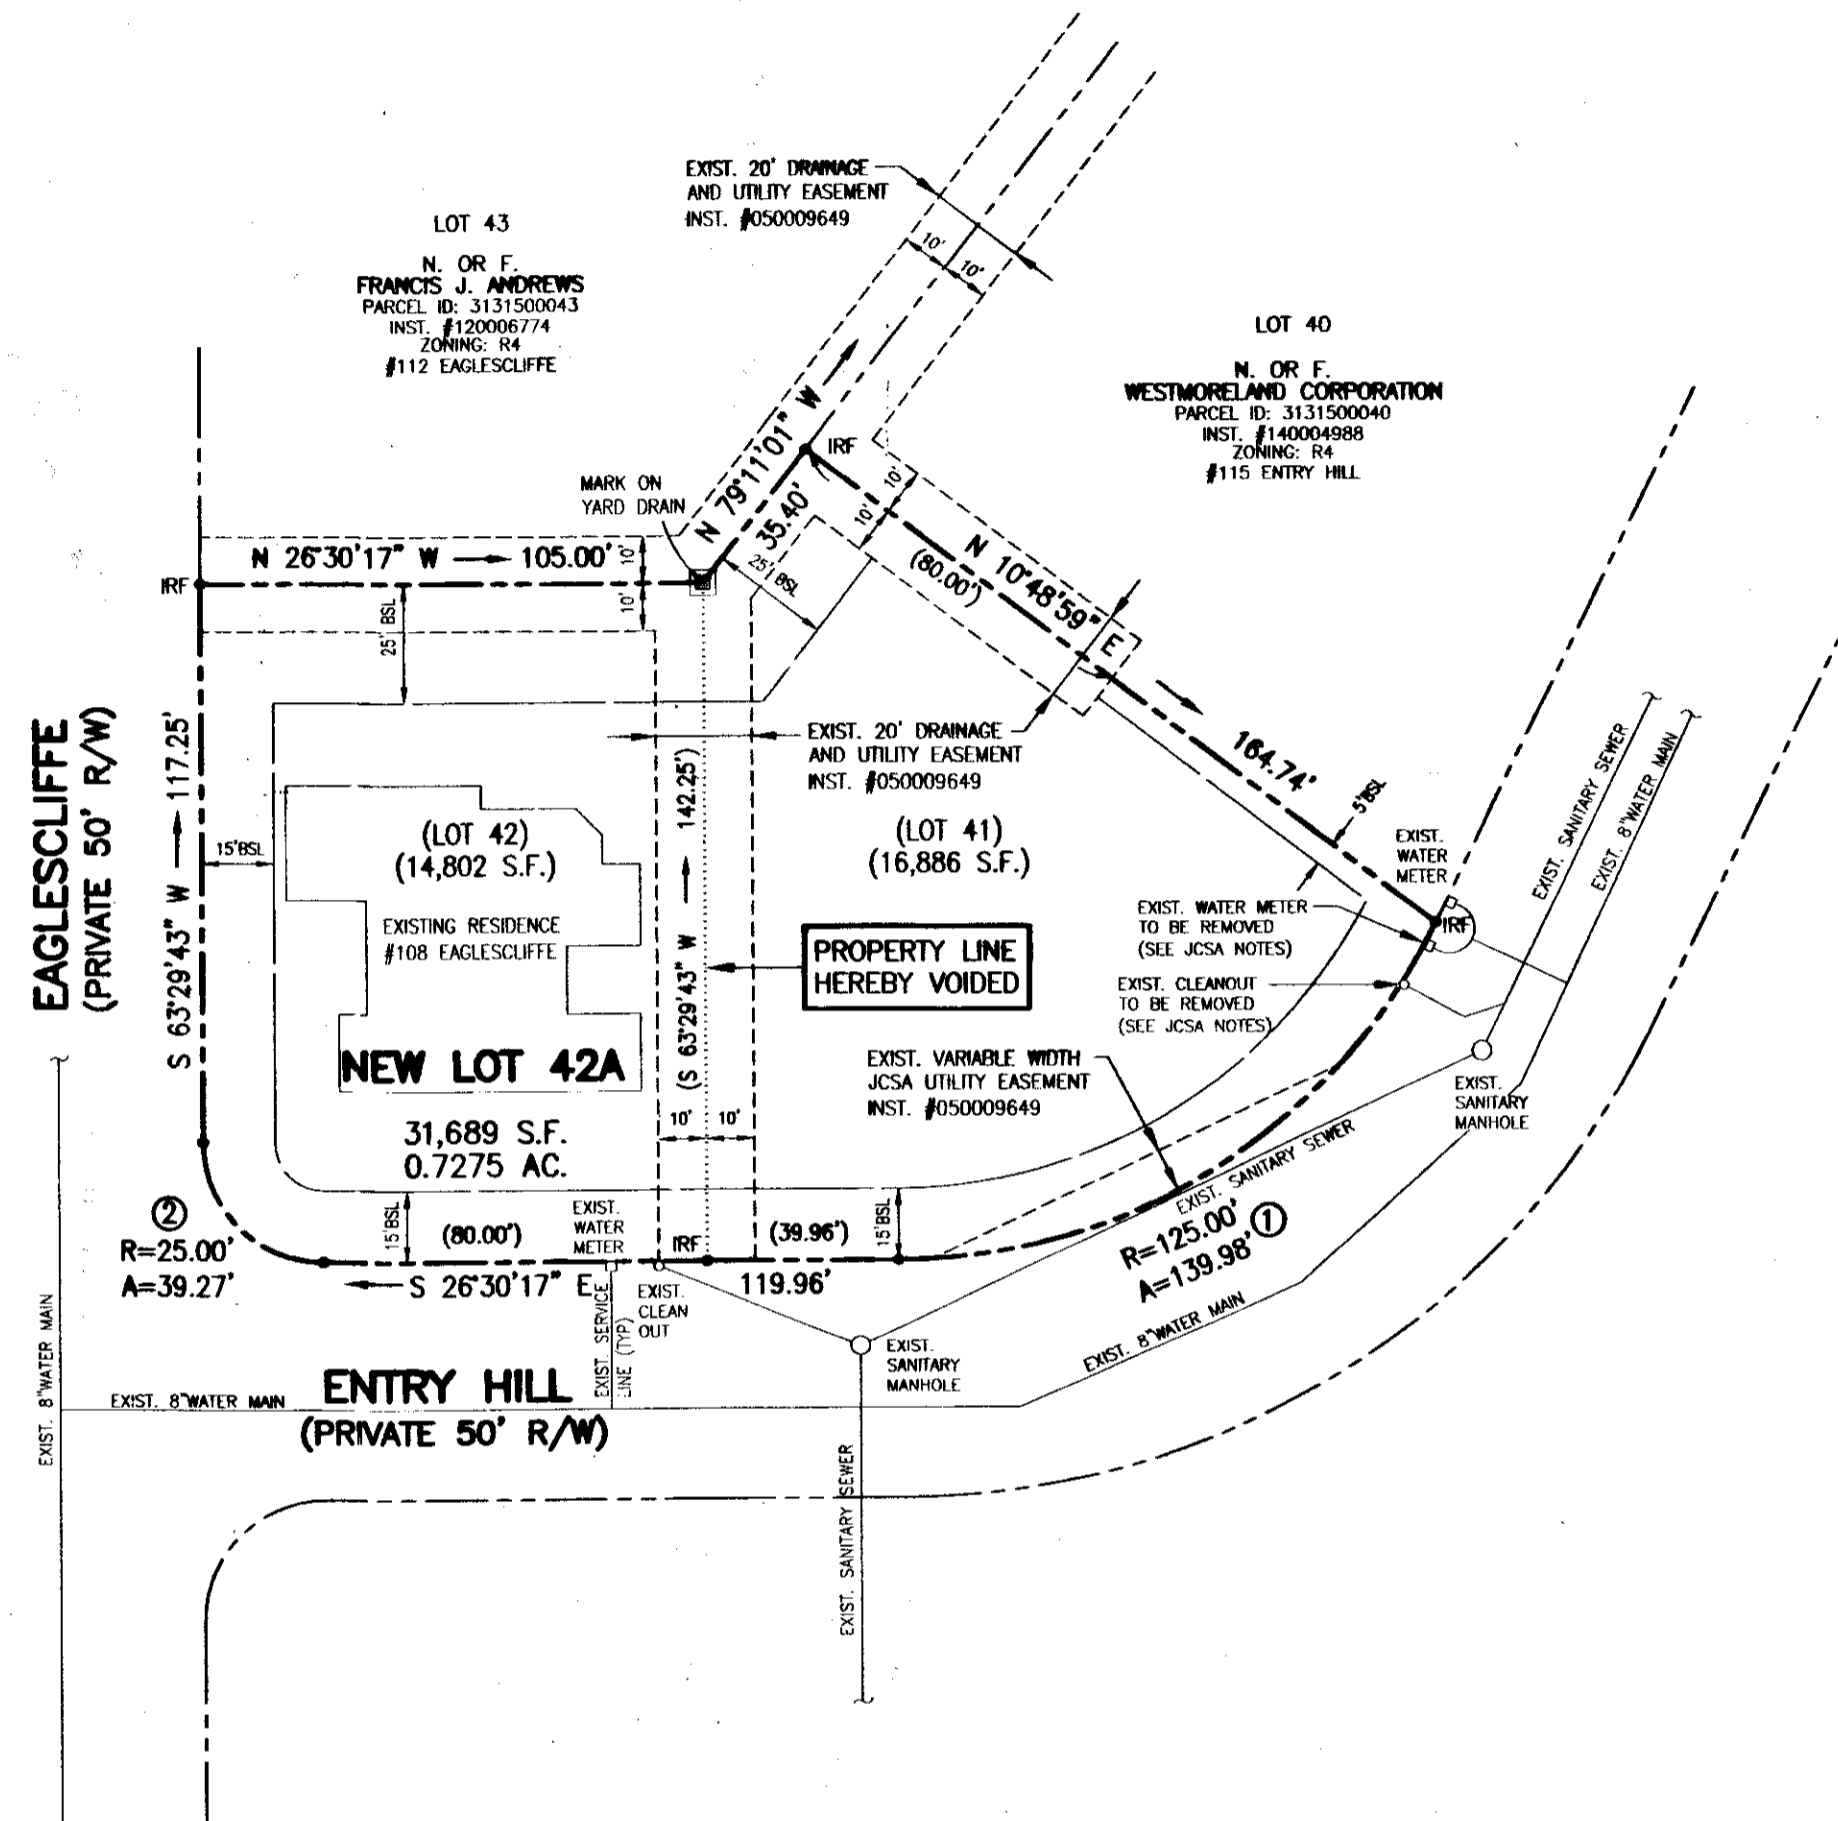 EXIST. 20' DRAINAGE
AND UTILITY EASEMENT
INST. #050009649
10'
10'
LOT 43
N. OR F.
FRANCIS J. ANDREWS
PARCEL ID: 3131500043
INST. #120006774
ZONING: R4
#112 EAGLESCLIFFE
LOT 40
N. OR F.
WESTMORELAND CORPORATION
PARCEL ID: 3131500040
INST. #140004988
ZONING: R4
#115 ENTRY HILL
MARK ON
YARD DRAIN
N 79°11'01" W
35.40'
IRF
10'
10'
N 10°48'59" E
(80.00')
164.74'
5'BSL
N 26°30'17" W
105.00'
10'
10'
IRF
25' BSL
25' BSL
EXIST. 20' DRAINAGE
AND UTILITY EASEMENT
INST. #050009649
EAGLESCLIFFE
(PRIVATE 50' R/W)
S 63°29'43" W
117.25'
15'BSL
(LOT 42)
(14,802 S.F.)
EXISTING RESIDENCE
#108 EAGLESCLIFFE
(S 63°29'43" W
142.25')
(LOT 41)
(16,886 S.F.)
PROPERTY LINE
HEREBY VOIDED
EXIST.
WATER
METER
IRF
EXIST. WATER METER
TO BE REMOVED
(SEE JCSA NOTES)
EXIST. CLEANOUT
TO BE REMOVED
(SEE JCSA NOTES)
EXIST. SANITARY SEWER
EXIST. 8"WATER MAIN
NEW LOT 42A
31,689 S.F.
0.7275 AC.
10'
10'
EXIST. VARIABLE WIDTH
JCSA UTILITY EASEMENT
INST. #050009649
EXIST.
SANITARY
MANHOLE
EXIST. SANITARY SEWER
2
R=25.00'
A=39.27'
15'BSL
(80.00')
EXIST.
WATER
METER
IRF
(39.96')
15'BSL
R=125.00'
1
A=139.98'
S 26°30'17" E
119.96'
EXIST. SERVICE
LINE (TYP)
EXIST.
CLEAN
OUT
EXIST.
SANITARY
MANHOLE
EXIST. 8"WATER MAIN
EXIST. 8"WATER MAIN
EXIST. 8"WATER MAIN
ENTRY HILL
(PRIVATE 50' R/W)
EXIST. SANITARY SEWER